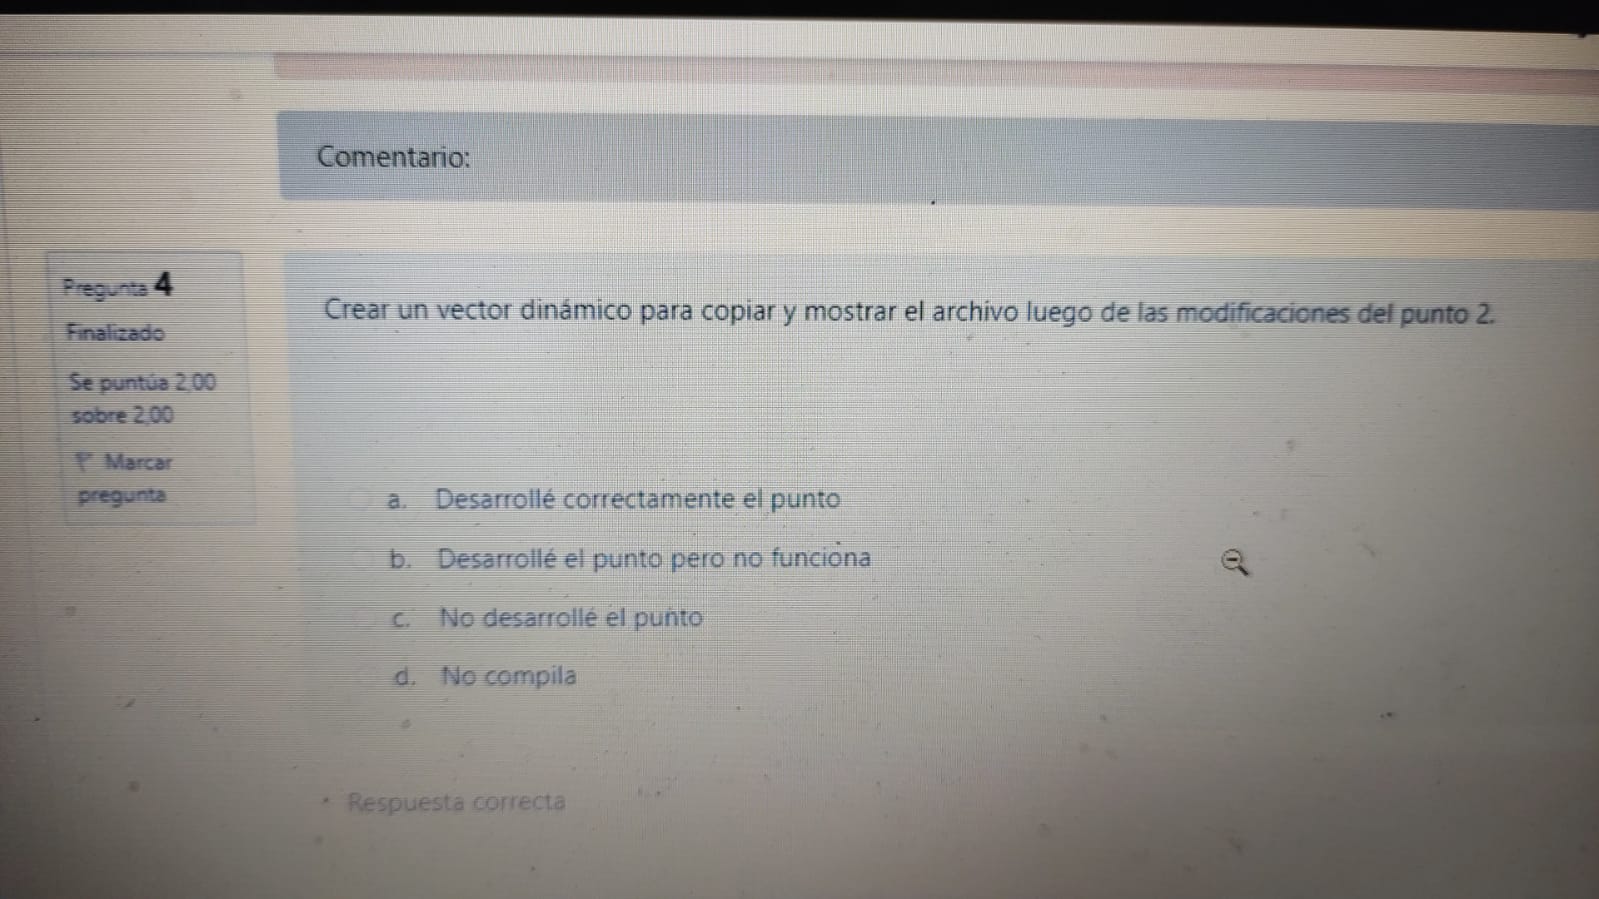 Comentario:
Pregunta 4
Finalizado
Se puntúa 2,00
sobre 2,00
Marcar
pregunta
Crear un vector dinámico para copiar y mostrar el archivo luego de las modificaciones del punto 2.
a. Desarrollé correctamente el punto
b. Desarrollé el punto pero no funciona
c. No desarrollé el punto
d. No compila
Respuesta correcta